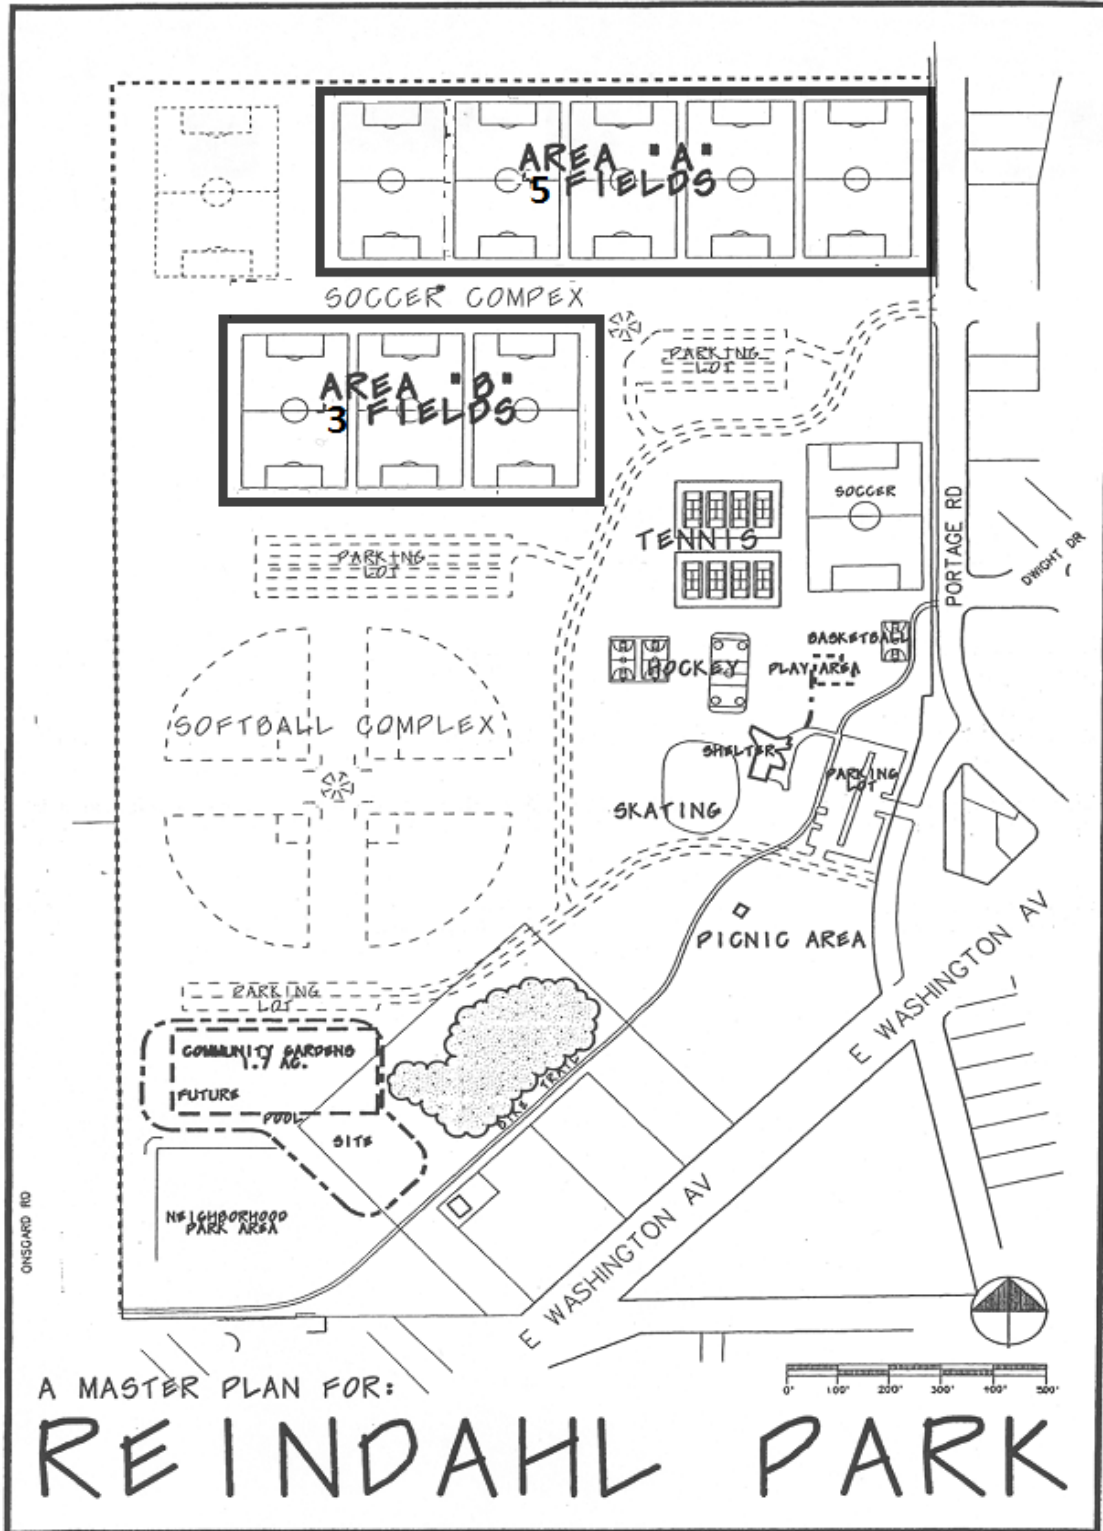 AREA "A"
5 FIELDS
SOCCER COMPEX
AREA "B"
3 FIELDS
PARKING
LOT
SOCCER
TENNIS
PORTAGE RD
DWIGHT DR
PARKING
LOT
BASKETBALL
HOCKEY
PLAY AREA
SOFTBALL COMPLEX
SHELTER
PARKING
LOT
SKATING
PICNIC AREA
E WASHINGTON AV
PARKING
LOT
COMMUNITY GARDENS
1.7 AC.
FUTURE
POOL
SITE
BIKE TRAIL
NEIGHBORHOOD
PARK AREA
ONSGARD RD
E WASHINGTON AV
0' 100' 200' 300' 400' 500'
A MASTER PLAN FOR:
REINDAHL PARK